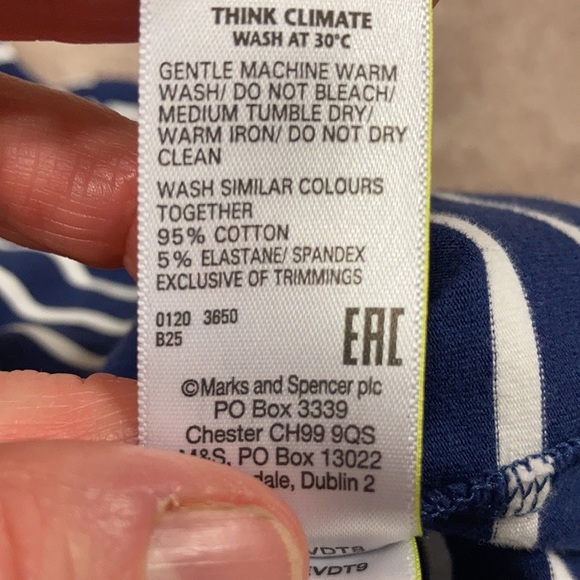 THINK CLIMATE
WASH AT 30°C
GENTLE MACHINE WARM
WASH/ DO NOT BLEACH/
MEDIUM TUMBLE DRY/
WARM IRON/ DO NOT DRY
CLEAN
WASH SIMILAR COLOURS
TOGETHER
95% COTTON
5% ELASTANE/ SPANDEX
EXCLUSIVE OF TRIMMINGS
0120 3650
B25
EAC
©Marks and Spencer plc
PO Box 3339
Chester CH99 9QS
M&S, PO Box 13022
Dublin 2